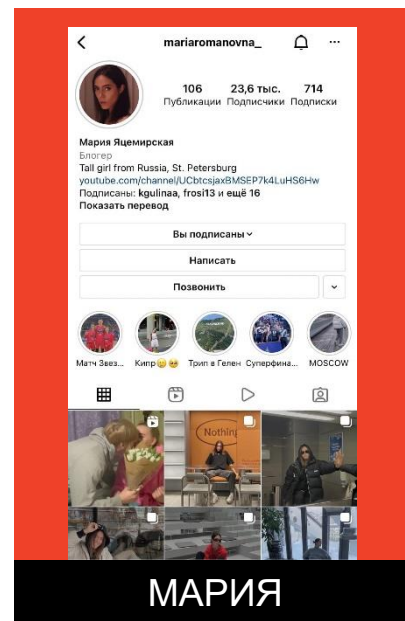 mariaromanovna_
106 23,6 тыс. 714
Публикации Подписчики Подписки
Мария Яцемирская
Блогер
Tall girl from Russia, St. Petersburg
youtube.com/channel/UCbtcsjaxBMSEP7k4LuHS6Hw
Подписаны: kgulinaa, frosi13 и ещё 16
Показать перевод
Вы подписаны
Написать
Позвонить
Матч Звез... Кипр Трип в Гелен Суперфина... MOSCOW
Nothing
МАРИЯ